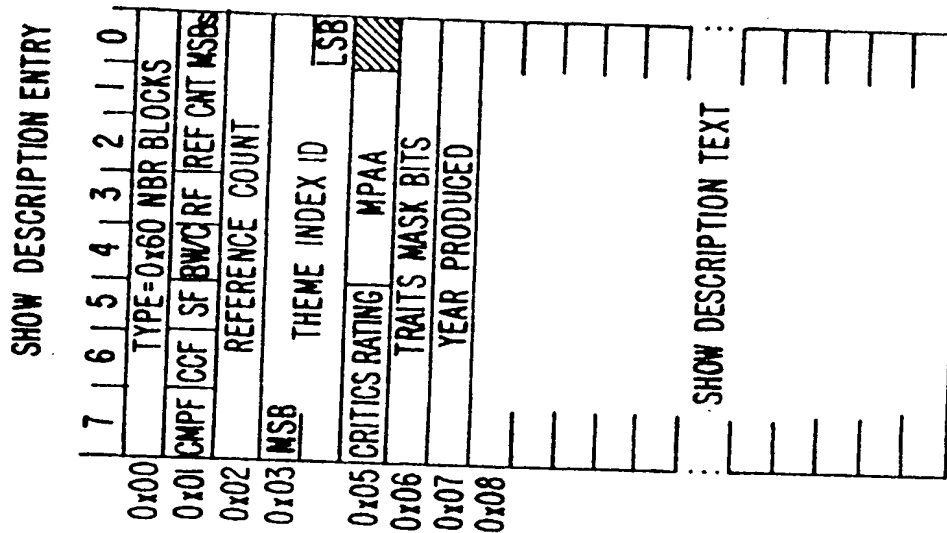 SHOW DESCRIPTION ENTRY
7 6 5 4 3 2 1 0
0x00 TYPE=0x60 NBR BLOCKS
0x01 CMPF CCF SF BW/C RF REF CNT MSBs
0x02 REFERENCE COUNT
0x03 MSB THEME INDEX ID LSB
0x05 CRITICS RATING MPAA
0x06 TRAITS MASK BITS
0x07 YEAR PRODUCED
0x08
SHOW DESCRIPTION TEXT